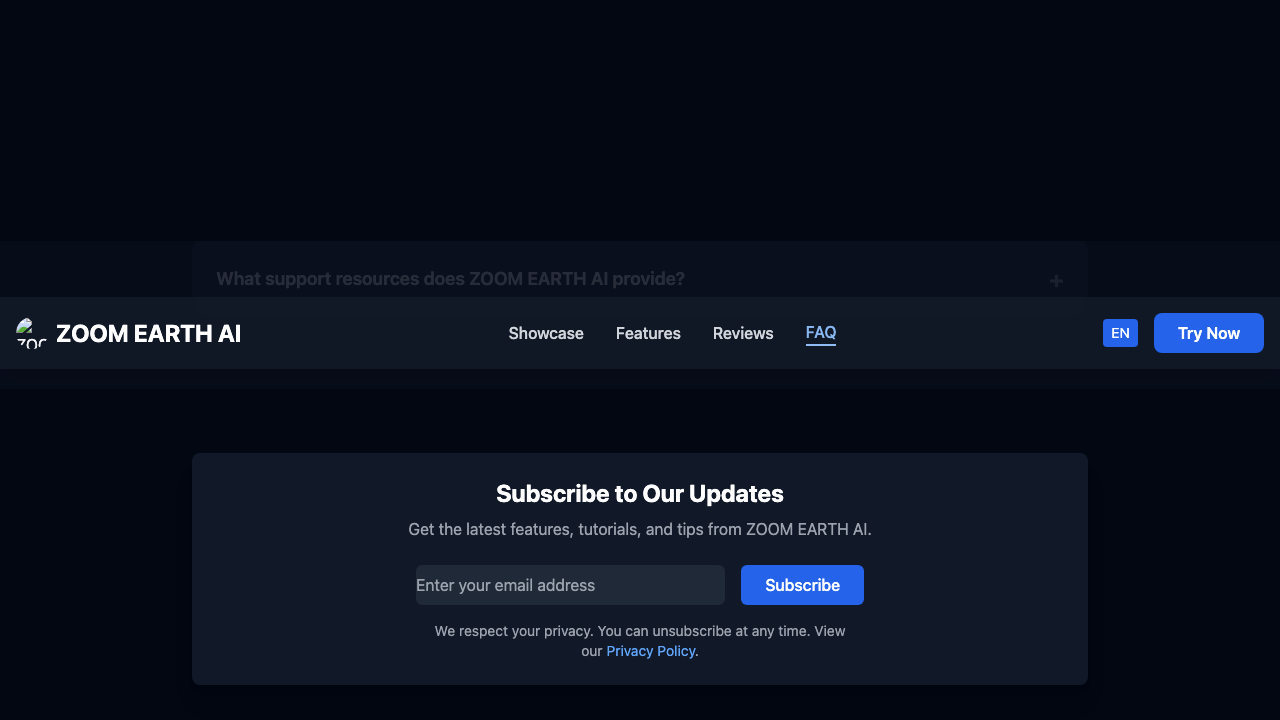 What support resources does ZOOM EARTH AI provide?
+
ZOOM EARTH AI
Showcase
Features
Reviews
FAQ
EN
Try Now
Subscribe to Our Updates
Get the latest features, tutorials, and tips from ZOOM EARTH AI.
Enter your email address
Subscribe
We respect your privacy. You can unsubscribe at any time. View
our Privacy Policy.